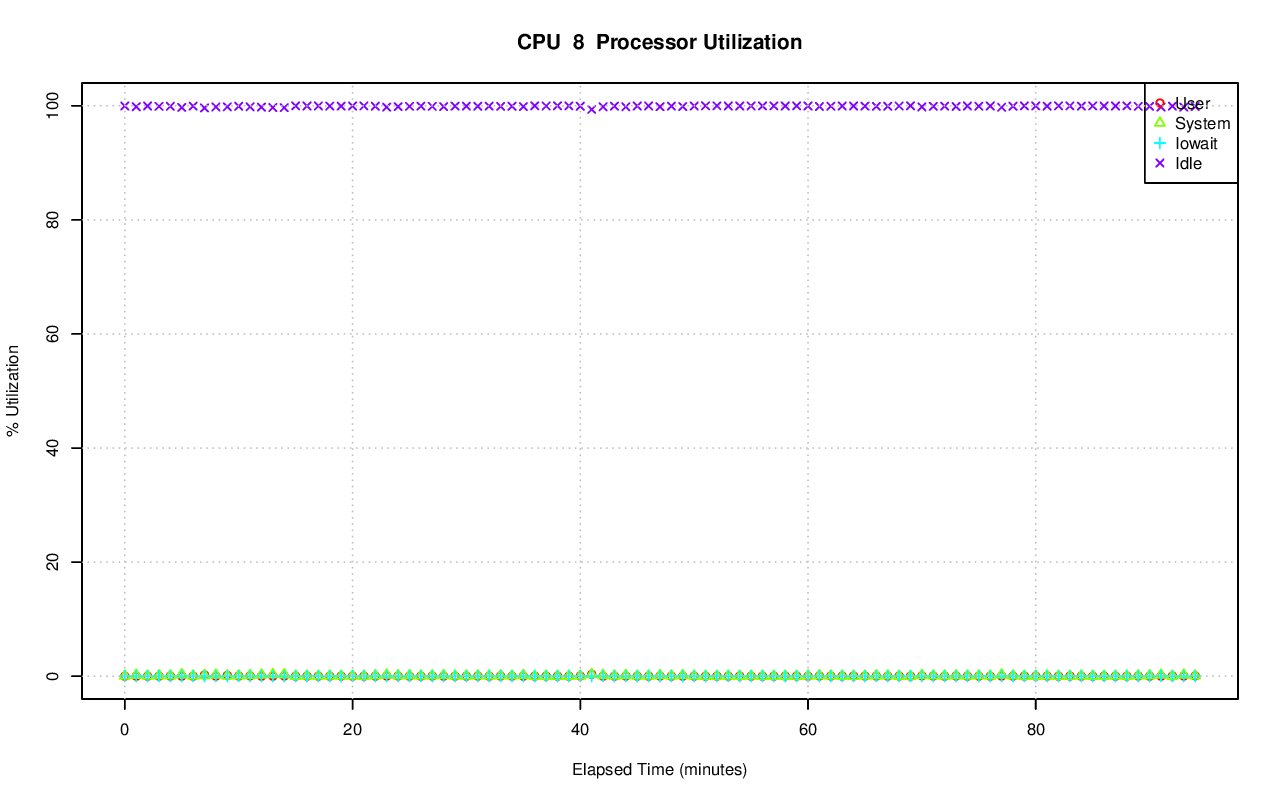 CPU  8  Processor Utilization
100
80
60
40
20
0
% Utilization
User
System
Iowait
Idle
0
20
40
60
80
Elapsed Time (minutes)